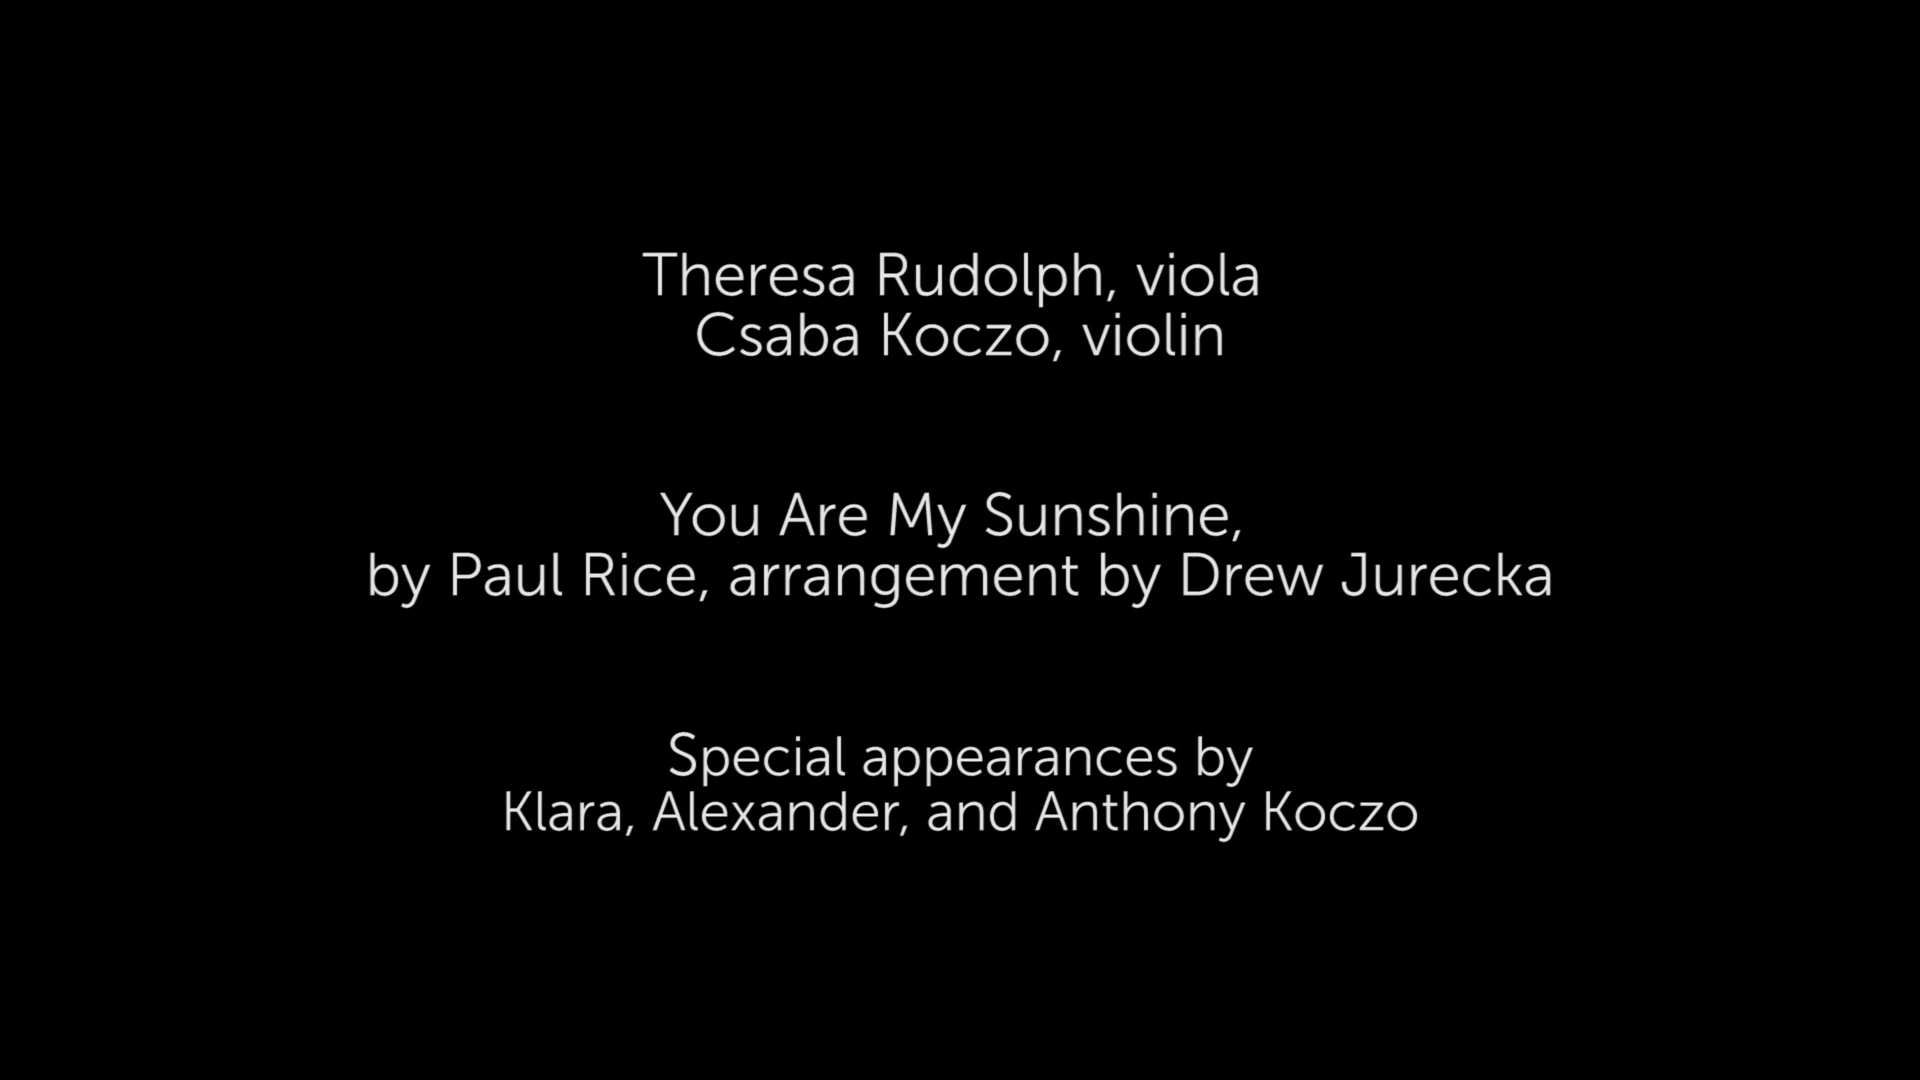 Theresa Rudolph, viola
Csaba Koczo, violin
You Are My Sunshine,
by Paul Rice, arrangement by Drew Jurecka
Special appearances by
Klara, Alexander, and Anthony Koczo